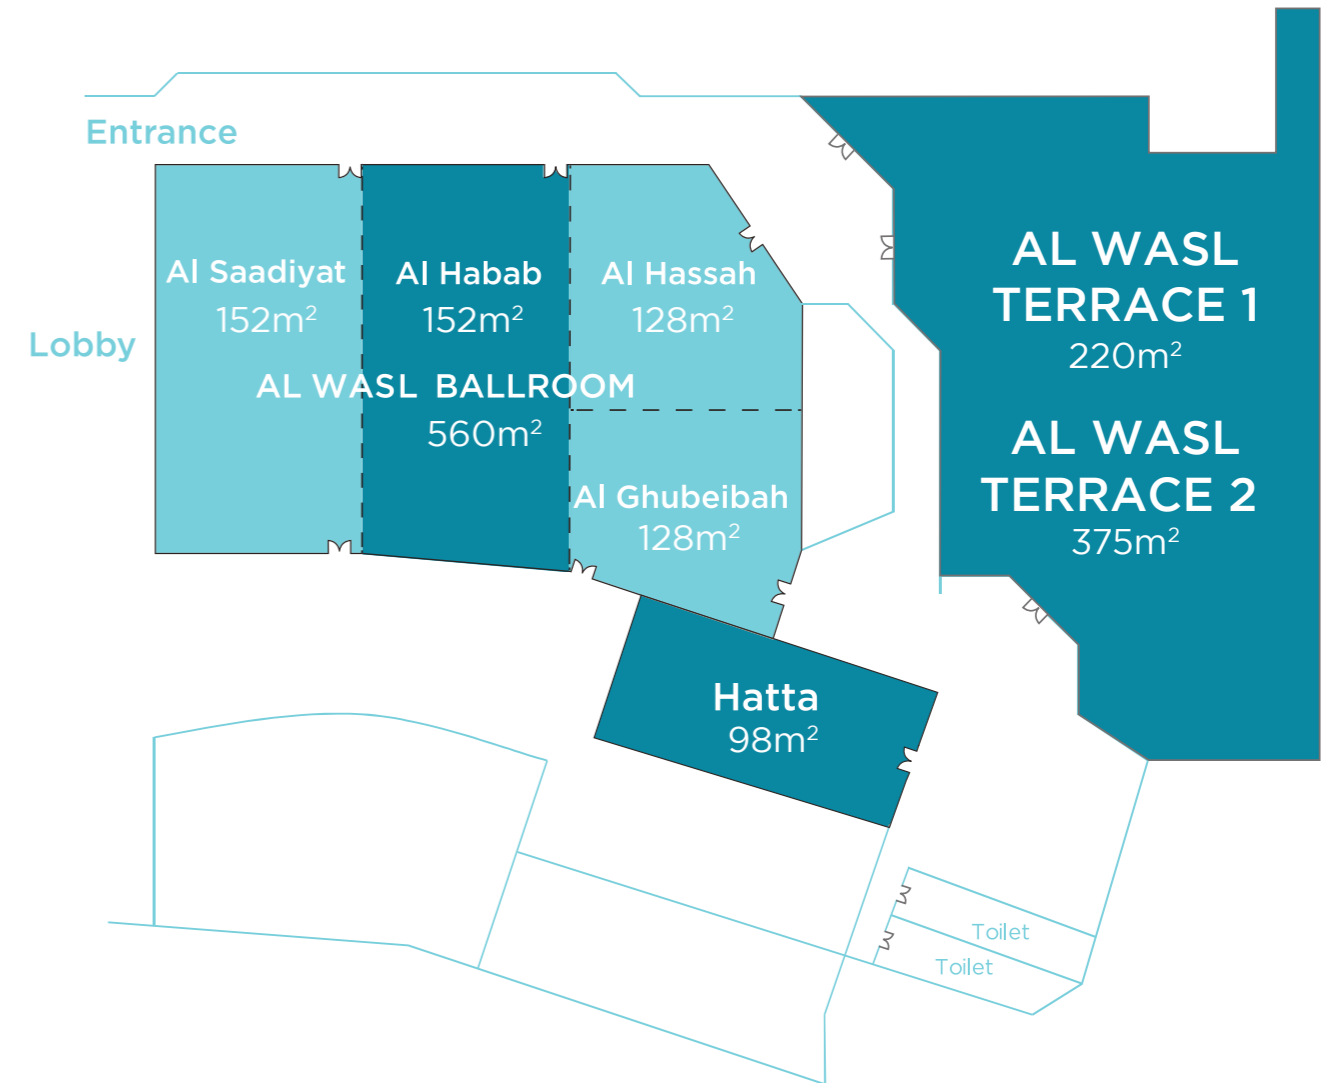 Entrance
Lobby
Al Saadiyat
152m²
Al Habab
152m²
Al Hassah
128m²
AL WASL BALLROOM
560m²
Al Ghubeibah
128m²
Hatta
98m²
AL WASL
TERRACE 1
220m²
AL WASL
TERRACE 2
375m²
Toilet
Toilet